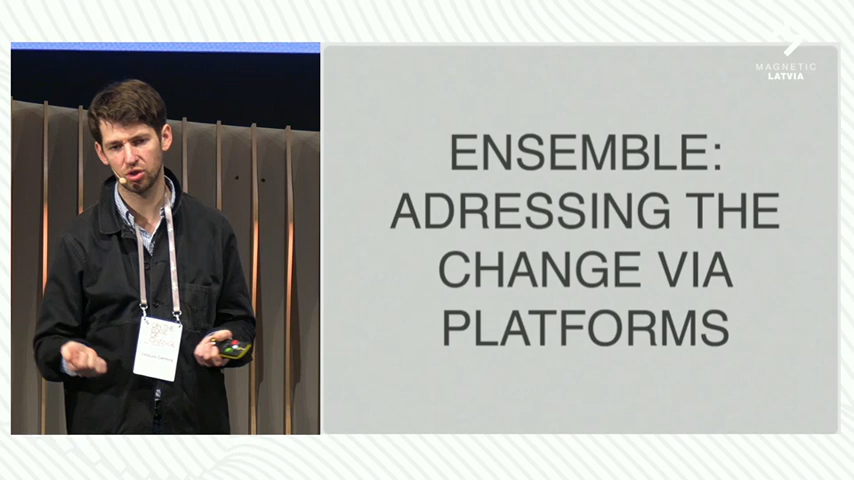 MAGNETIC
LATVIA
ENSEMBLE:
ADRESSING THE
CHANGE VIA
PLATFORMS